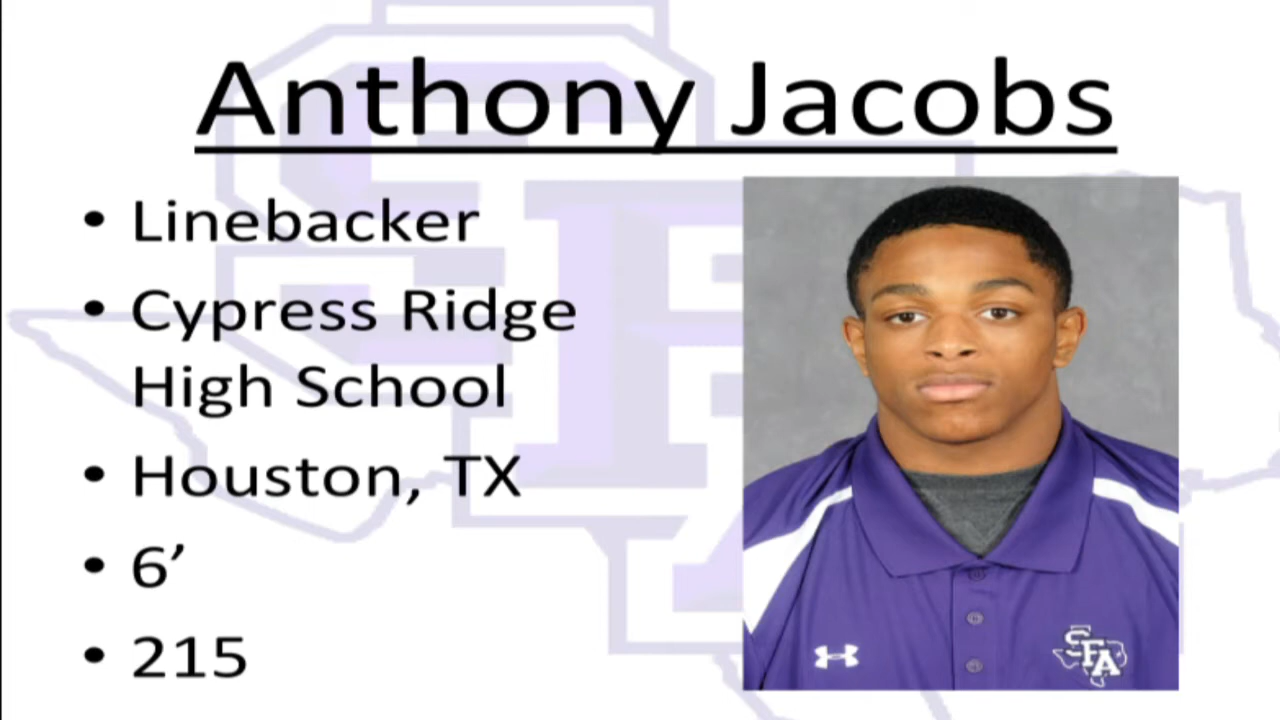 Anthony Jacobs
• Linebacker
• Cypress Ridge
High School
• Houston, TX
• 6’
• 215
SFA